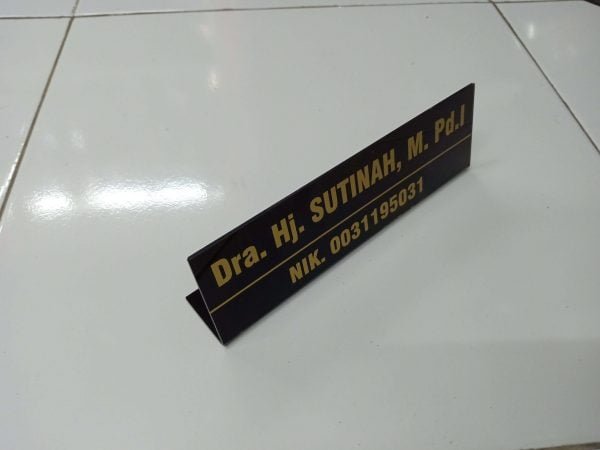 Dra. Hj. SUTINAH, M. Pd.I
NIK. 0031195031